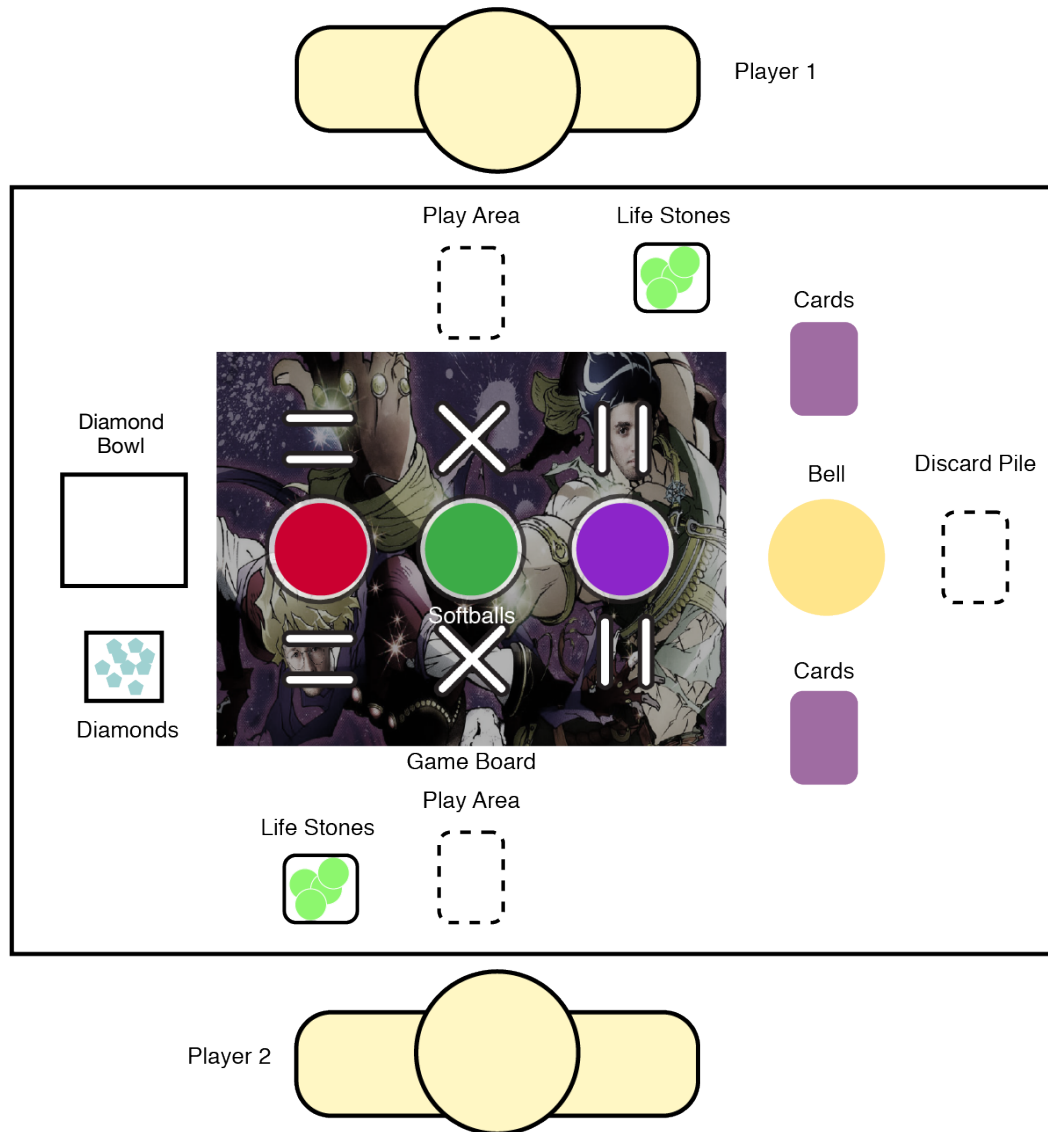 Player 1
Play Area
Life Stones
Cards
Diamond
Bowl
Bell
Discard Pile
Softballs
Cards
Diamonds
Game Board
Play Area
Life Stones
Player 2